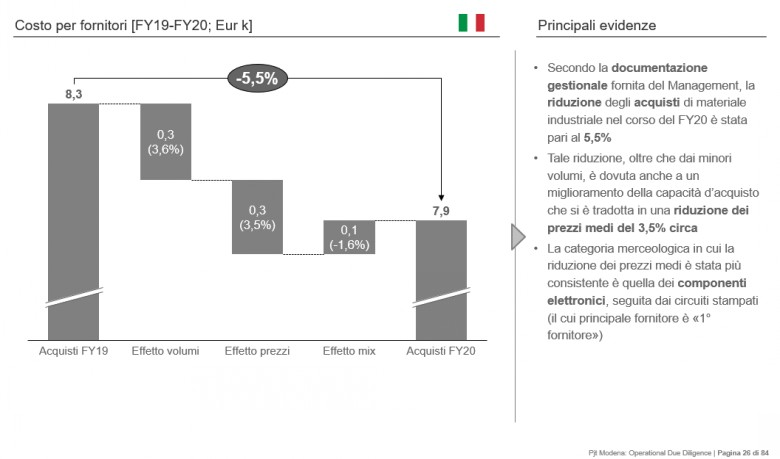 Costo per fornitori [FY19-FY20; Eur k]
-5,5%
8,3
0,3
(3,6%)
0,3
(3,5%)
0,1
(-1,6%)
7,9
Acquisti FY19
Effetto volumi
Effetto prezzi
Effetto mix
Acquisti FY20
Principali evidenze
• Secondo la documentazione
gestionale fornita del Management, la
riduzione degli acquisti di materiale
industriale nel corso del FY20 è stata
pari al 5,5%
• Tale riduzione, oltre che dai minori
volumi, è dovuta anche a un
miglioramento della capacità d'acquisto
che si è tradotta in una riduzione dei
prezzi medi del 3,5% circa
• La categoria merceologica in cui la
riduzione dei prezzi medi è stata più
consistente è quella dei componenti
elettronici, seguita dai circuiti stampati
(il cui principale fornitore è «1°
fornitore»)
Pjt Modena: Operational Due Diligence | Pagina 26 di 84